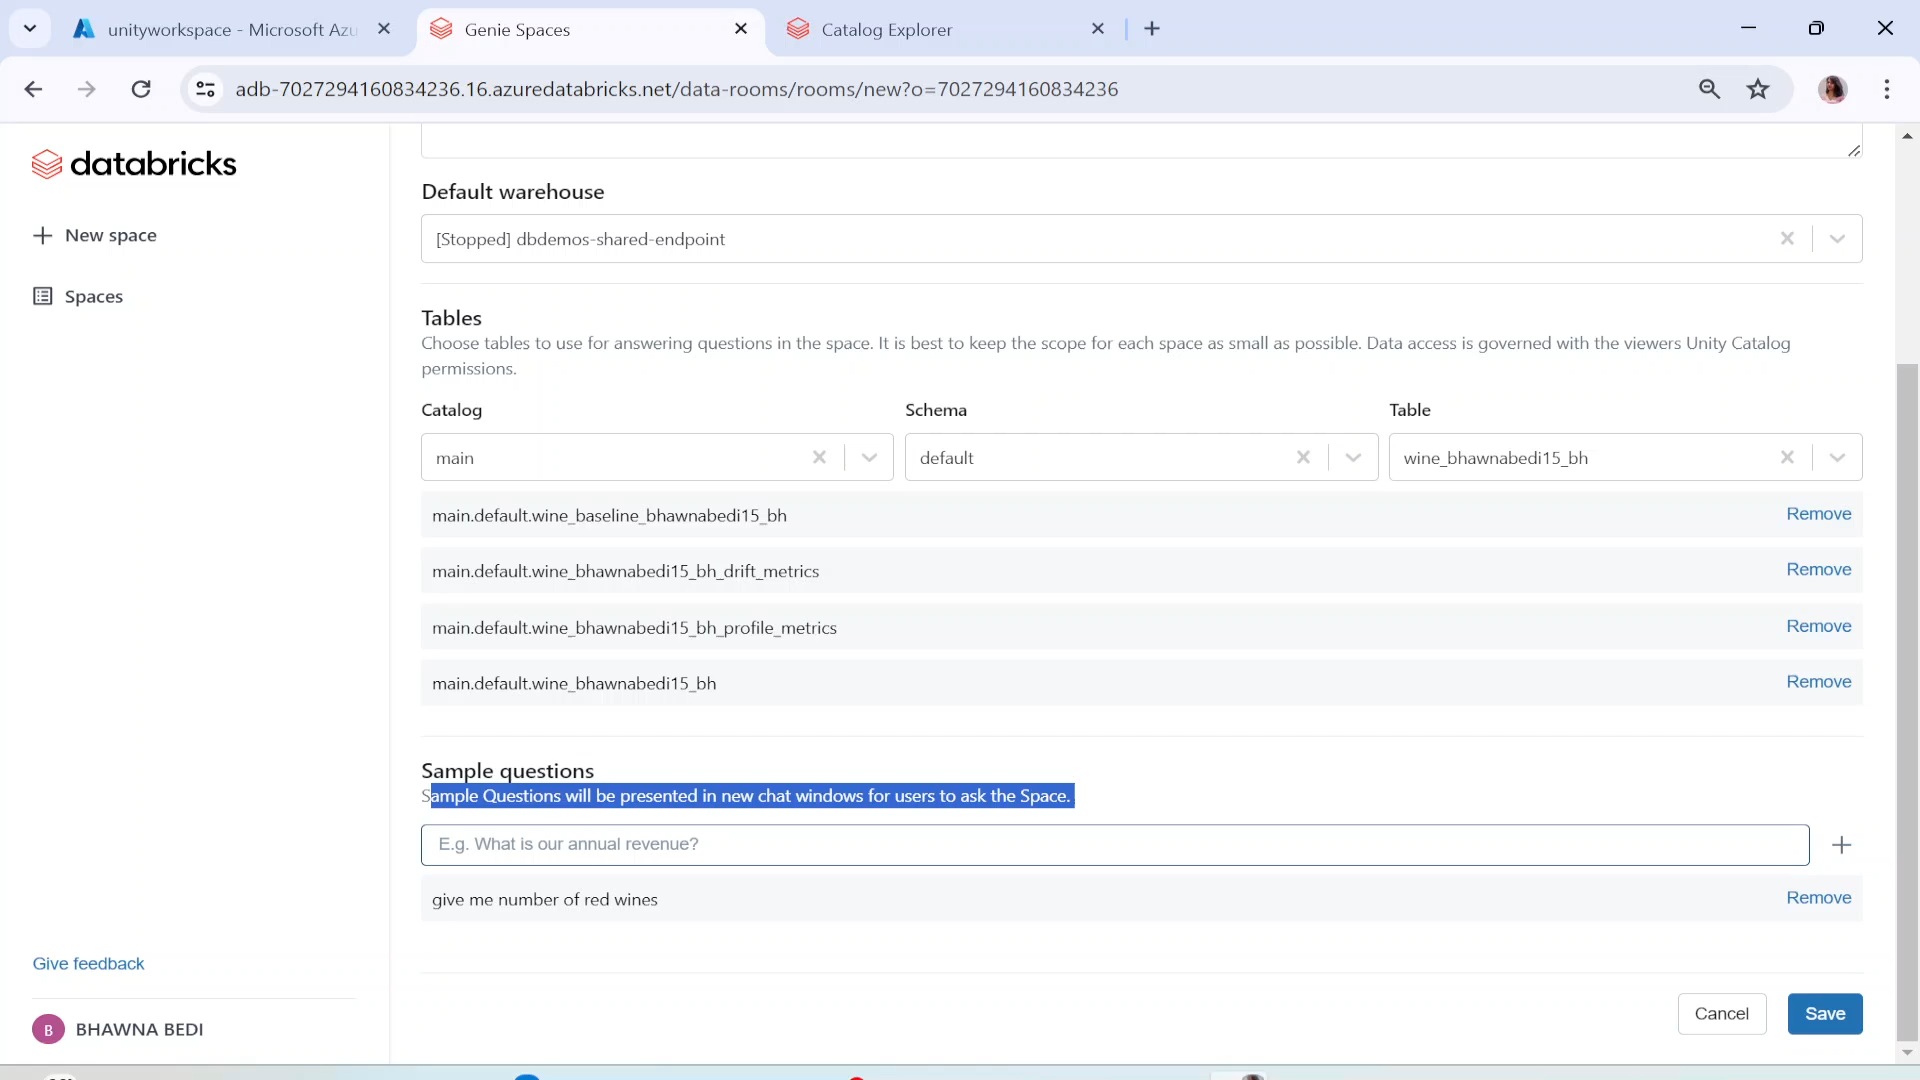 unityworkspace - Microsoft Azu
Genie Spaces
Catalog Explorer
adb-7027294160834236.16.azuredatabricks.net/data-rooms/rooms/new?o=7027294160834236
databricks
New space
Spaces
Default warehouse
[Stopped] dbdemos-shared-endpoint
Tables
Choose tables to use for answering questions in the space. It is best to keep the scope for each space as small as possible. Data access is governed with the viewers Unity Catalog
permissions.
Catalog Schema Table
main default wine_bhawnabedi15_bh
main.default.wine_baseline_bhawnabedi15_bh Remove
main.default.wine_bhawnabedi15_bh_drift_metrics Remove
main.default.wine_bhawnabedi15_bh_profile_metrics Remove
main.default.wine_bhawnabedi15_bh Remove
Sample questions
Sample Questions will be presented in new chat windows for users to ask the Space.
E.g. What is our annual revenue?
give me number of red wines Remove
Give feedback
B BHAWNA BEDI
Cancel Save